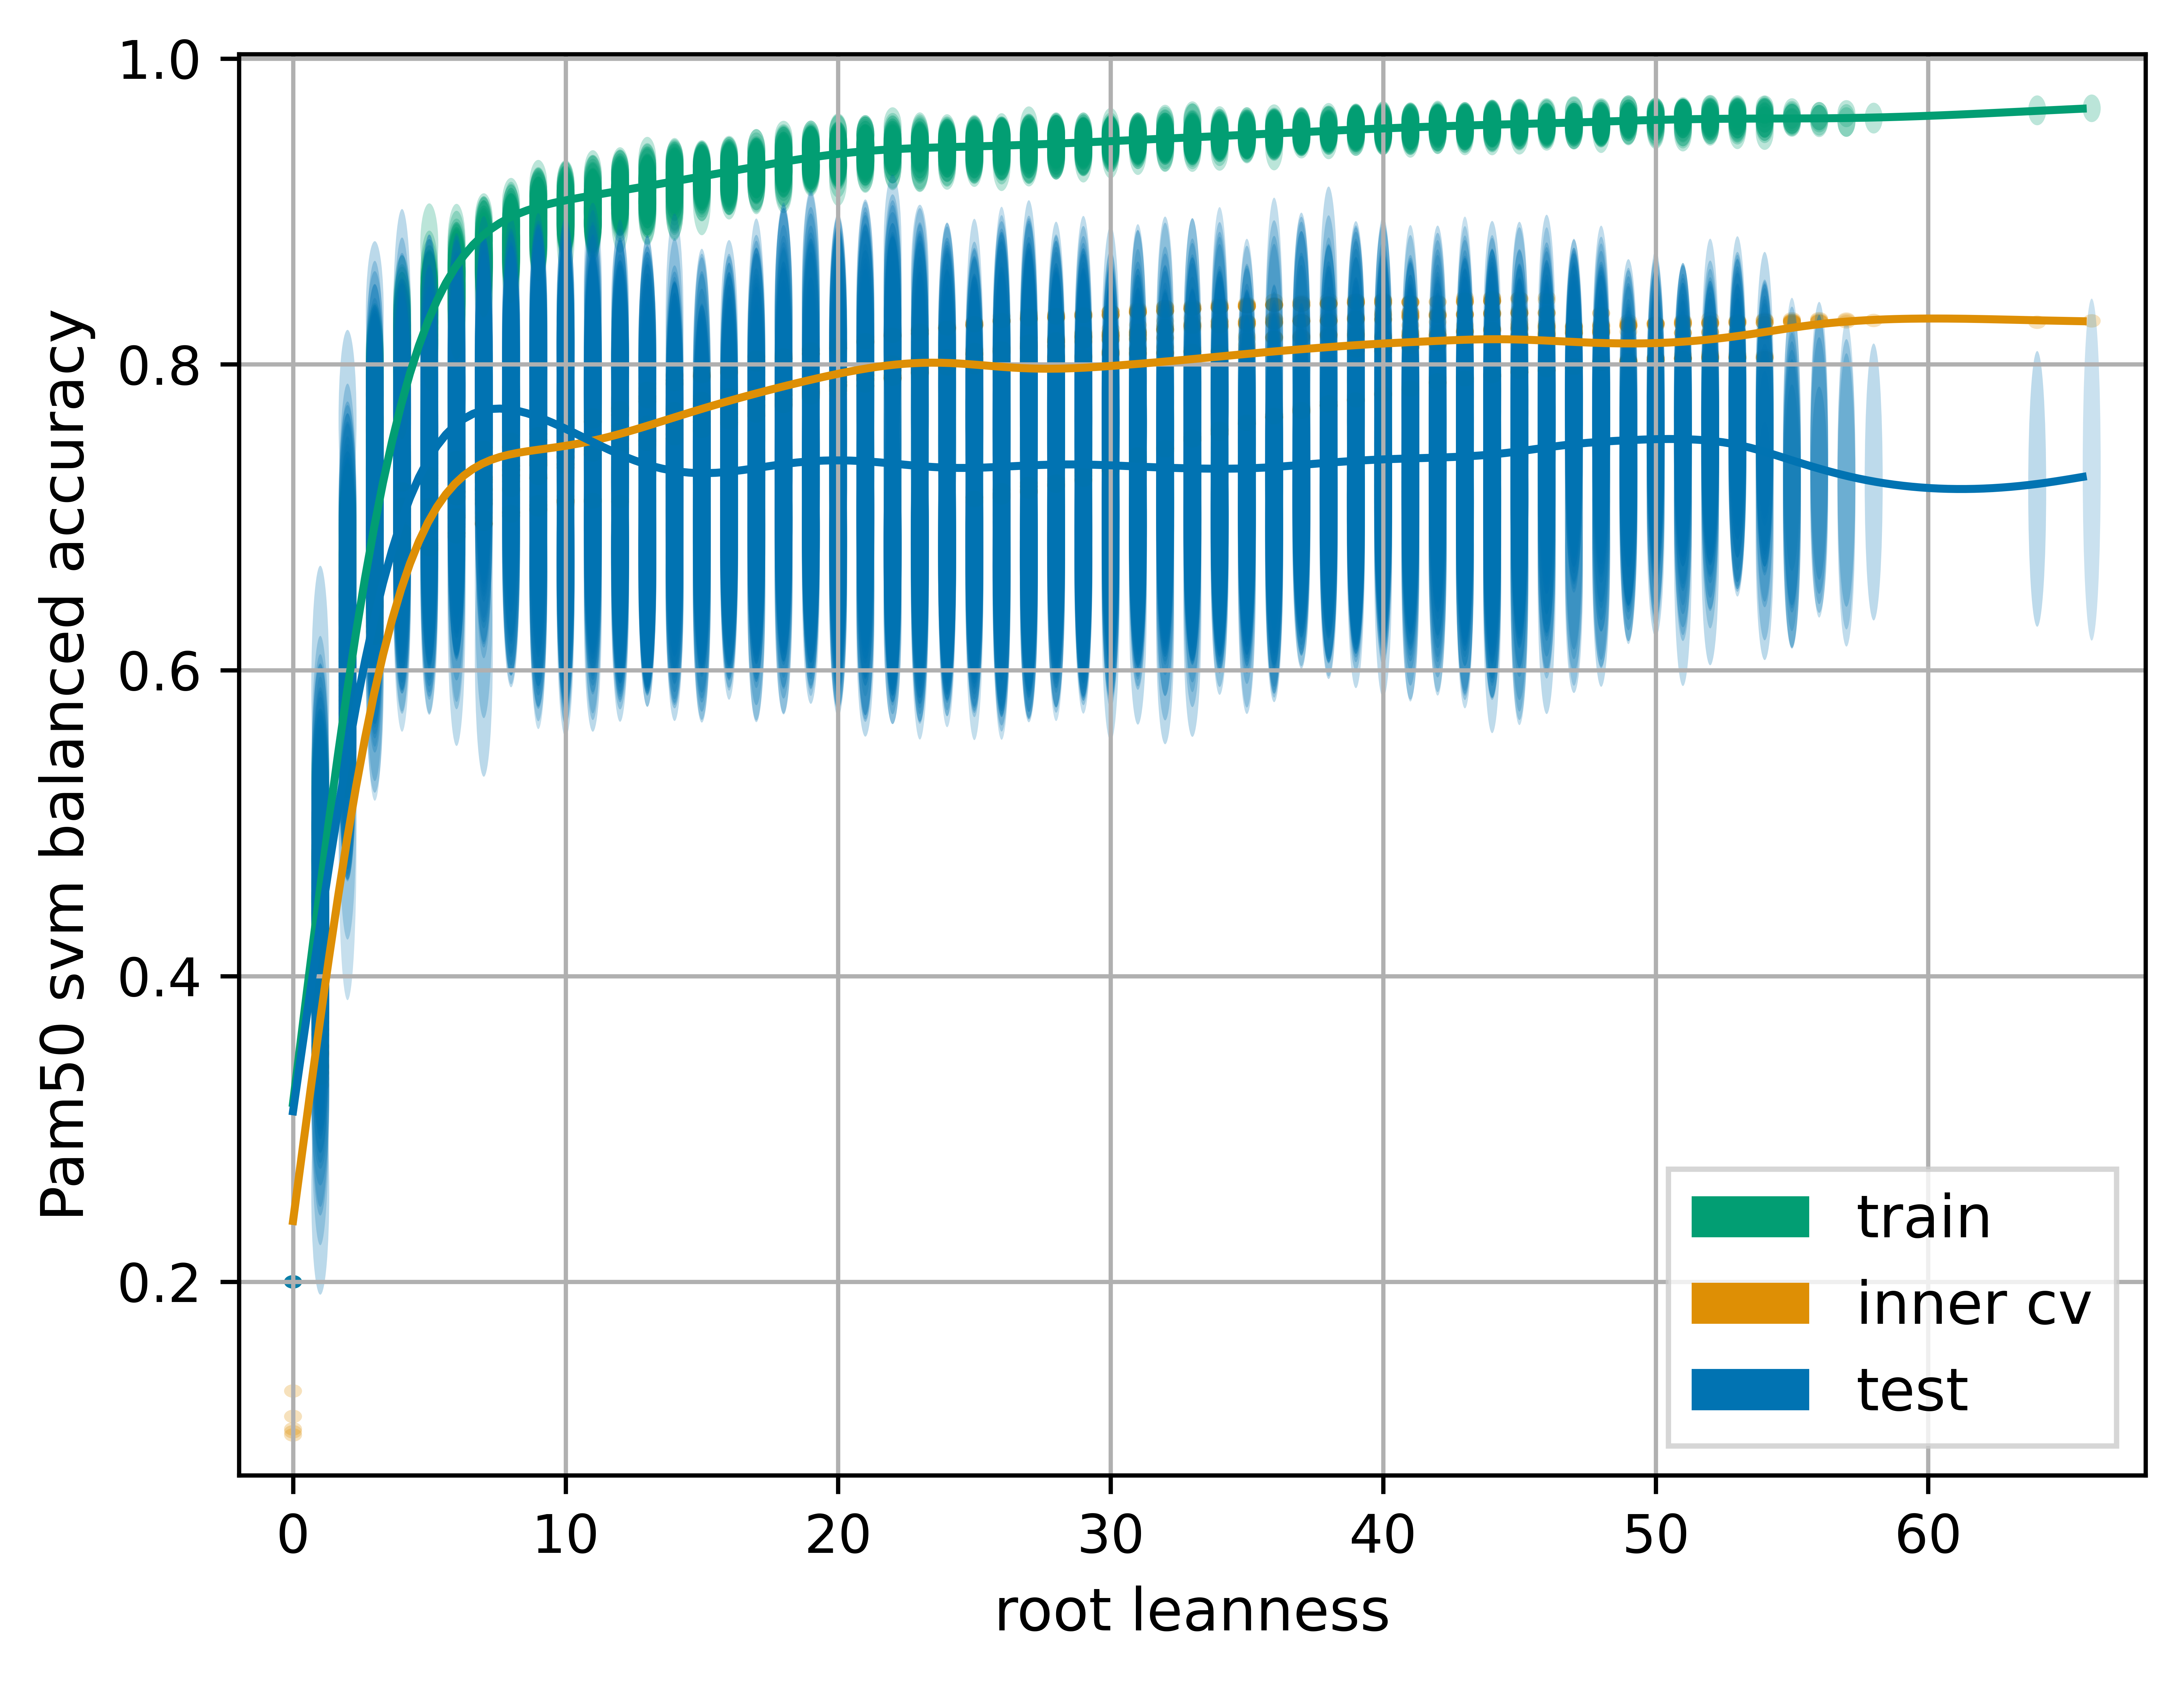 Pam50 svm balanced accuracy
1.0
0.8
0.6
0.4
0.2
0 10 20 30 40 50 60
root leanness
train
inner cv
test